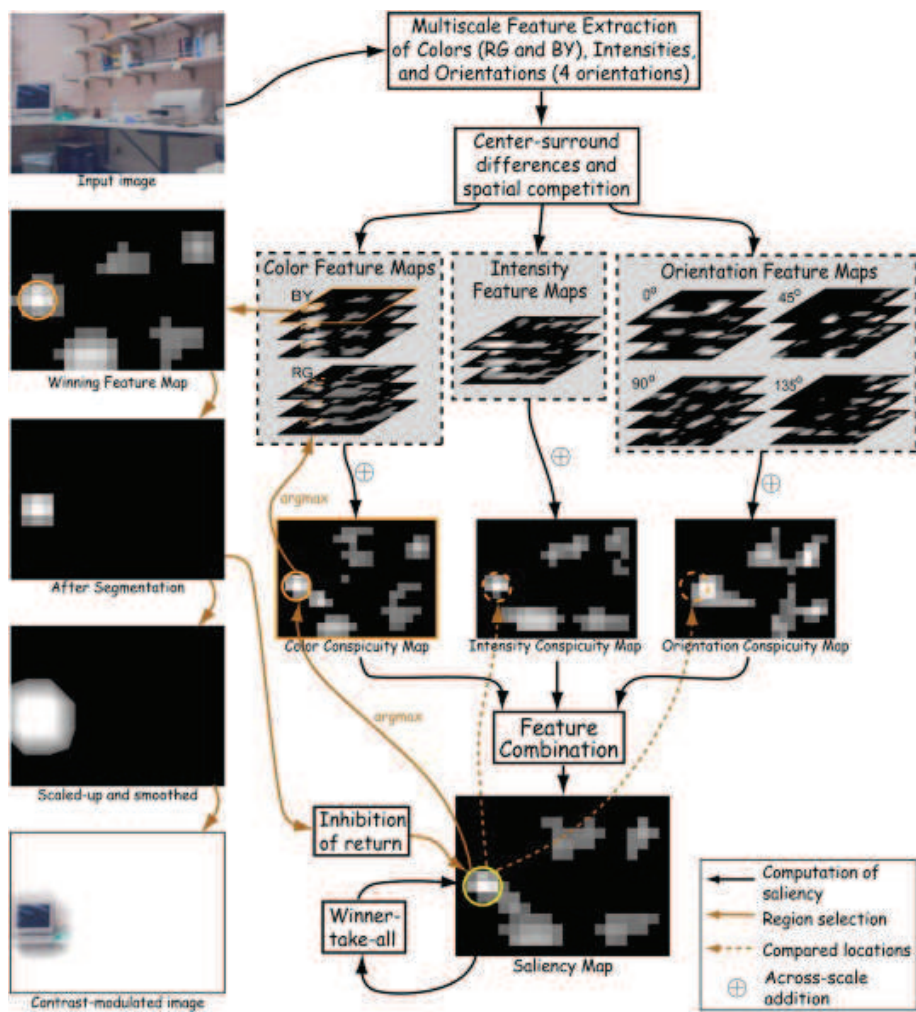 Input image
Multiscale Feature Extraction
of Colors (RG and BY), Intensities,
and Orientations (4 orientations)
Center-surround
differences and
spatial competition
Winning Feature Map
Color Feature Maps
BY
RG
Intensity
Feature Maps
Orientation Feature Maps
0°
45°
90°
135°
After Segmentation
argmax
Color Conspicuity Map
Intensity Conspicuity Map
Orientation Conspicuity Map
argmax
Feature
Combination
Scaled-up and smoothed
Inhibition
of return
Winner-
take-all
Saliency Map
Contrast-modulated image
Computation of
saliency
Region selection
Compared locations
Across-scale
addition